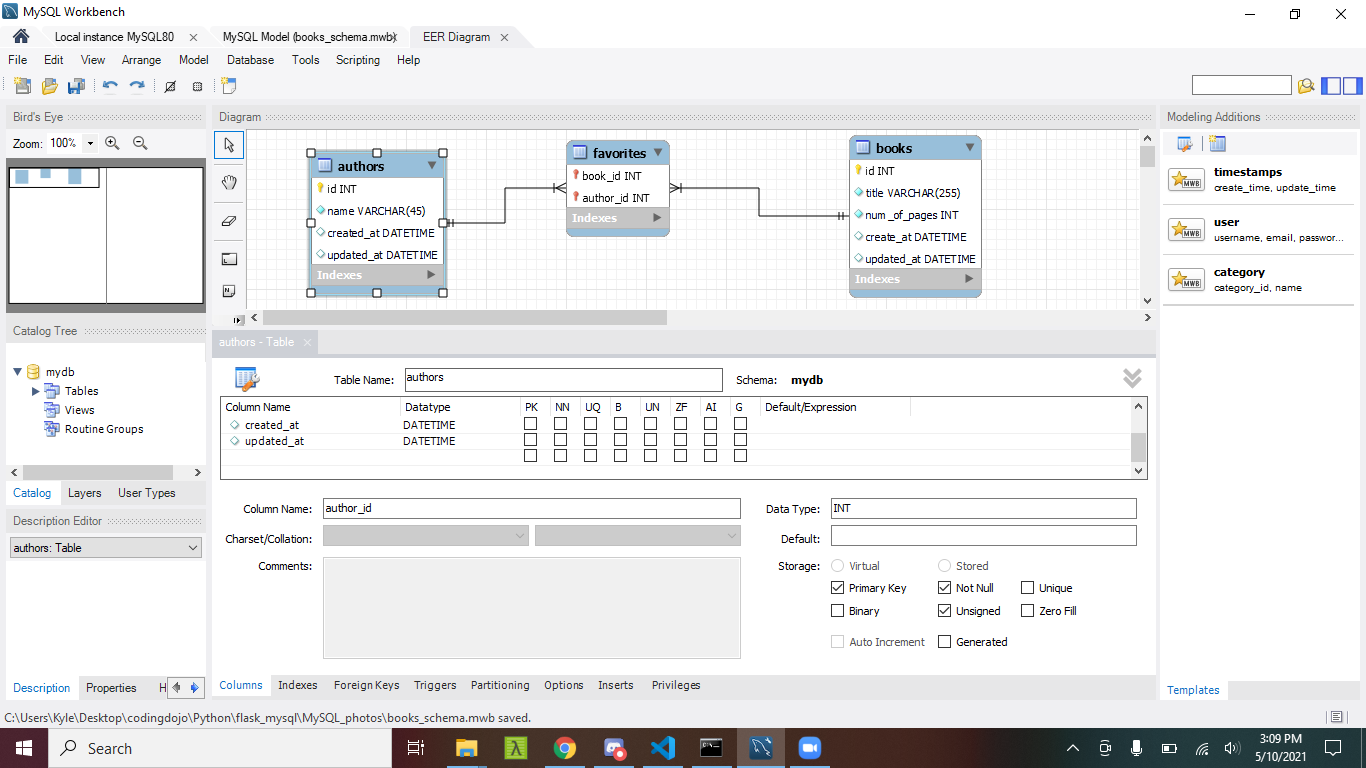 MySQL Workbench
Local instance MySQL80
MySQL Model (books_schema.mwb)
EER Diagram
File Edit View Arrange Model Database Tools Scripting Help
Bird's Eye
Zoom: 100%
Diagram
authors
id INT
name VARCHAR(45)
created_at DATETIME
updated_at DATETIME
Indexes
favorites
book_id INT
author_id INT
Indexes
books
id INT
title VARCHAR(255)
num_of_pages INT
create_at DATETIME
updated_at DATETIME
Indexes
Modeling Additions
MWB
timestamps
create_time, update_time
MWB
user
username, email, passwor...
MWB
category
category_id, name
Templates
Catalog Tree
mydb
Tables
Views
Routine Groups
Catalog Layers User Types
Description Editor
authors: Table
Description Properties H
authors - Table
Table Name: authors Schema: mydb
Column Name Datatype PK NN UQ B UN ZF AI G Default/Expression
created_at DATETIME
updated_at DATETIME
Column Name: author_id Data Type: INT
Charset/Collation: Default:
Comments: Storage: Virtual Stored
Primary Key Not Null Unique
Binary Unsigned Zero Fill
Auto Increment Generated
Columns Indexes Foreign Keys Triggers Partitioning Options Inserts Privileges
C:\Users\Kyle\Desktop\codingdojo\Python\flask_mysql\MySQL_photos\books_schema.mwb saved.
Search
3:09 PM
5/10/2021